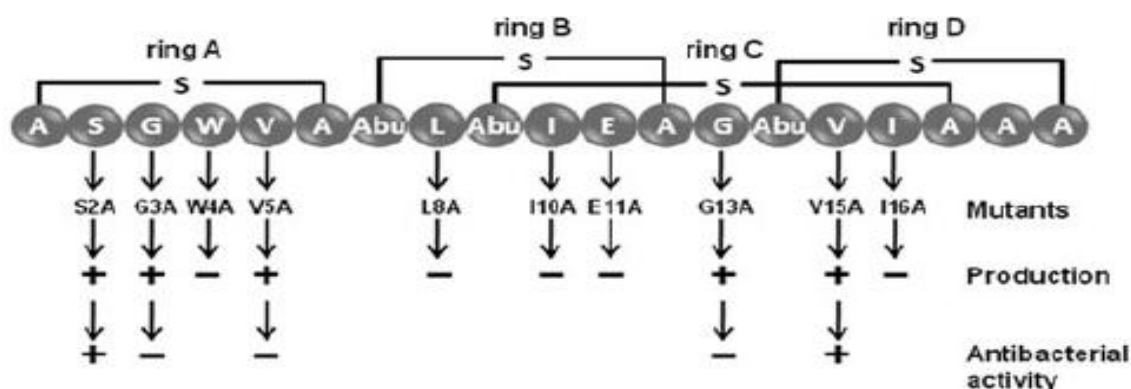 ring A
ring B
ring C
ring D
S S S S
A S G W V A Abu L Abu I E A G Abu V I A A A
S2A G3A W4A V5A L8A I10A E11A G13A V15A I16A Mutants
+ + − + − − − + + − Production
+ − − − + Antibacterial
activity